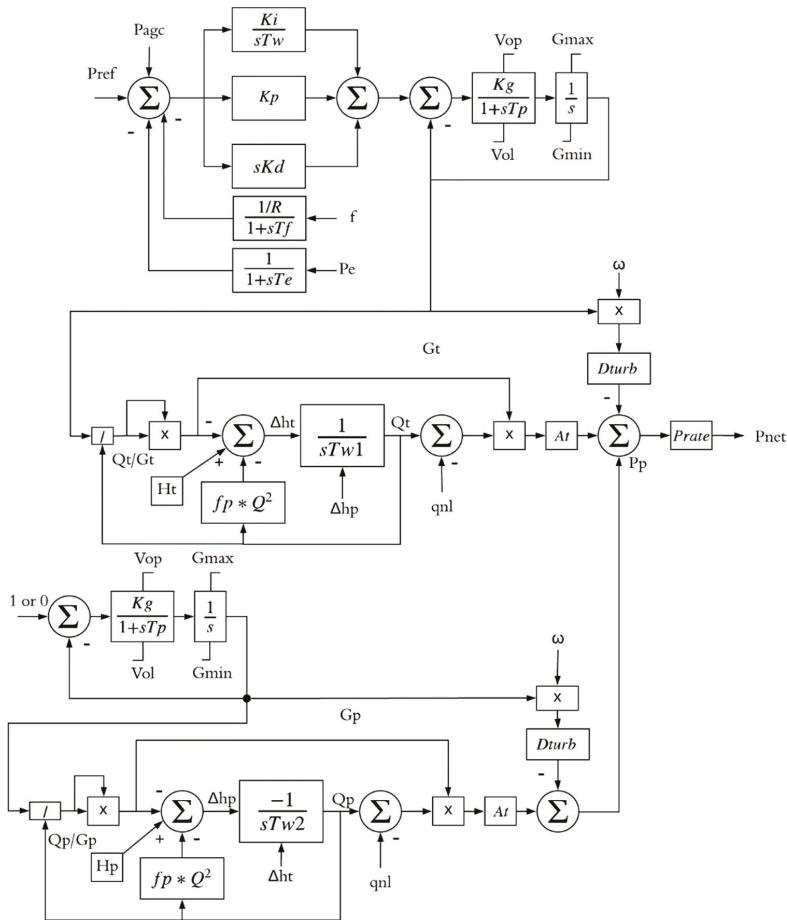 Pagc
Pref
Σ
-
-
Ki
sTw
Kp
sKd
Σ
Σ
-
Vop
Kg
1+sTp
Vol
Gmax
1
s
Gmin
1/R
1+sTf
f
1
1+sTe
Pe
ω
x
Gt
Dturb
-
/
Qt/Gt
x
-
+
-
Σ
Ht
Δht
1
sTw1
Δhp
fp * Q²
Qt
Σ
-
qnl
x
At
Σ
Pp
Prate
Pnet
1 or 0
Σ
-
Vop
Kg
1+sTp
Vol
Gmax
1
s
Gmin
ω
x
Gp
Dturb
-
/
Qp/Gp
x
-
+
-
Σ
Hp
Δhp
-1
sTw2
Δht
fp * Q²
Qp
Σ
-
qnl
x
At
Σ